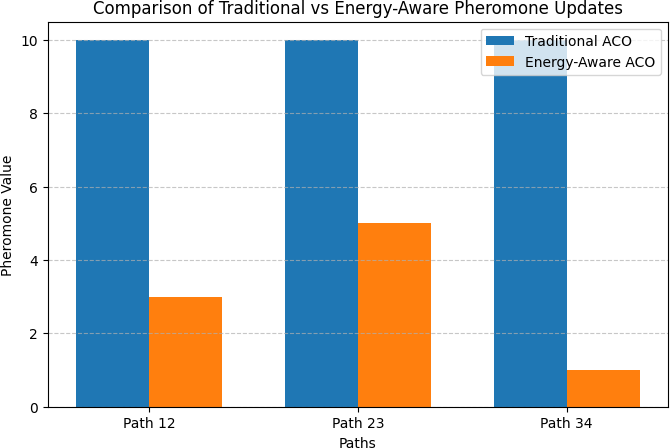 Comparison of Traditional vs Energy-Aware Pheromone Updates
Traditional ACO
Energy-Aware ACO
Pheromone Value
10
8
6
4
2
0
Path 12
Path 23
Path 34
Paths